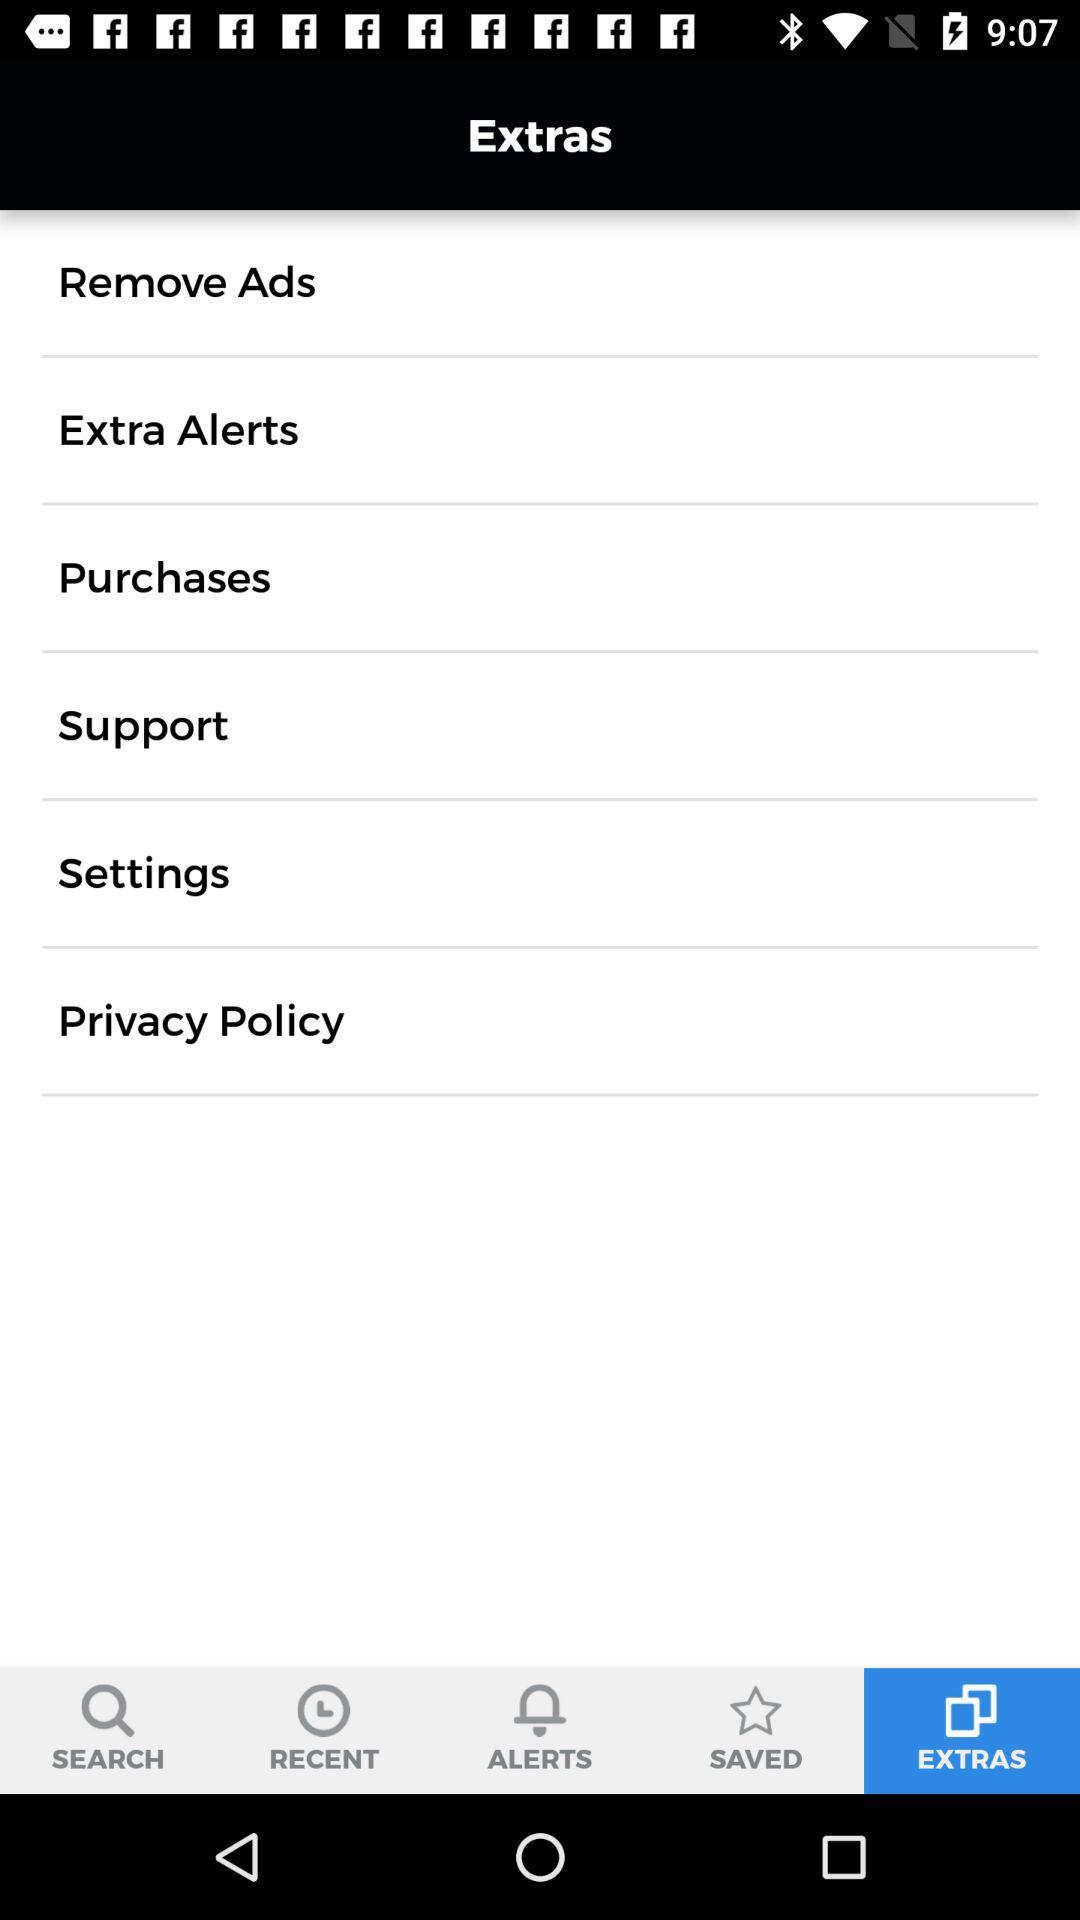 9:07
Extras
Remove Ads
Extra Alerts
Purchases
Support
Settings
Privacy Policy
SEARCH
RECENT
ALERTS
SAVED
EXTRAS